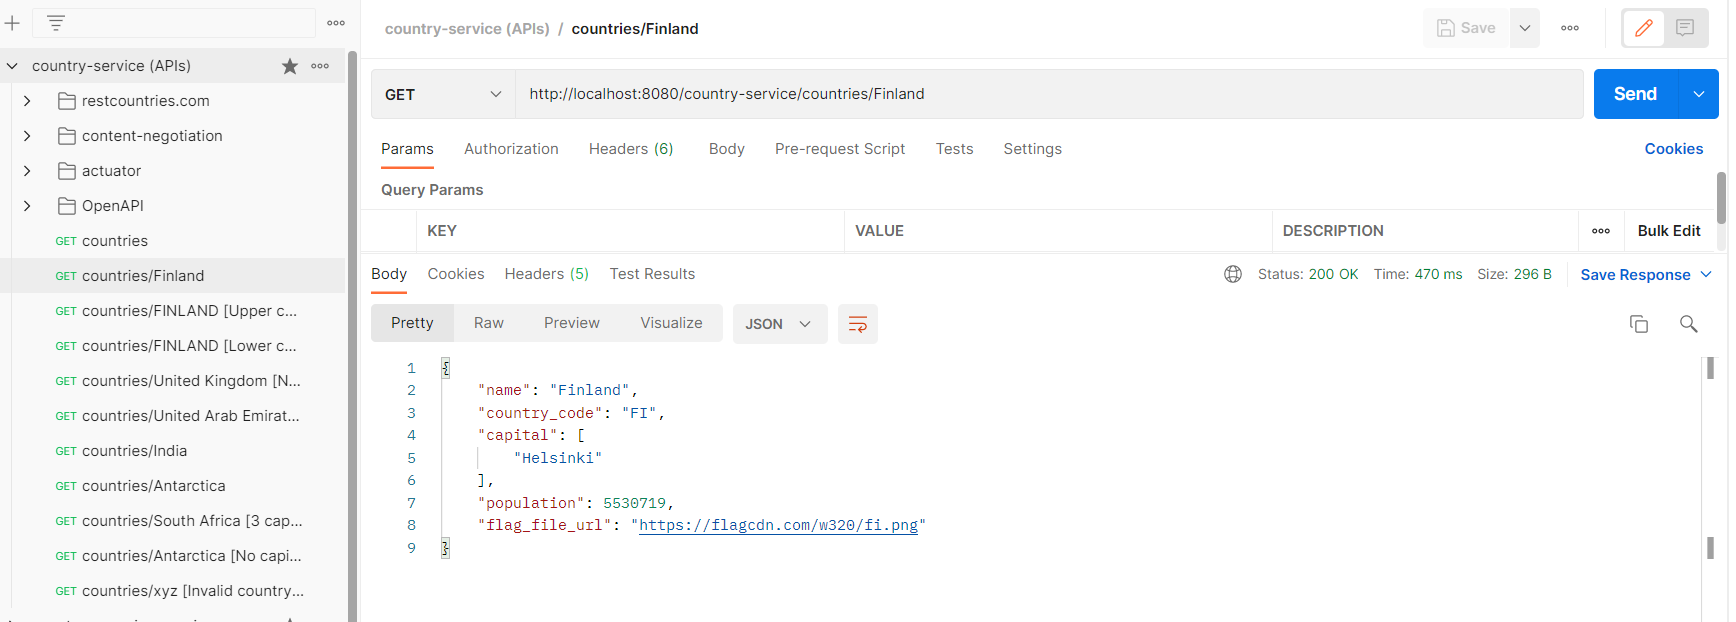 country-service (APIs)
restcountries.com
content-negotiation
actuator
OpenAPI
GET countries
GET countries/Finland
GET countries/FINLAND [Upper c...
GET countries/FINLAND [Lower c...
GET countries/United Kingdom [N...
GET countries/United Arab Emirat...
GET countries/India
GET countries/Antarctica
GET countries/South Africa [3 cap...
GET countries/Antarctica [No capi...
GET countries/xyz [Invalid country...
country-service (APIs) / countries/Finland
Save
GET http://localhost:8080/country-service/countries/Finland
Send
Params Authorization Headers (6) Body Pre-request Script Tests Settings Cookies
Query Params
KEY VALUE DESCRIPTION Bulk Edit
Body Cookies Headers (5) Test Results Status: 200 OK Time: 470 ms Size: 296 B Save Response
Pretty Raw Preview Visualize JSON
1 {
2 "name": "Finland",
3 "country_code": "FI",
4 "capital": [
5 "Helsinki"
6 ],
7 "population": 5530719,
8 "flag_file_url": "https://flagcdn.com/w320/fi.png"
9 }